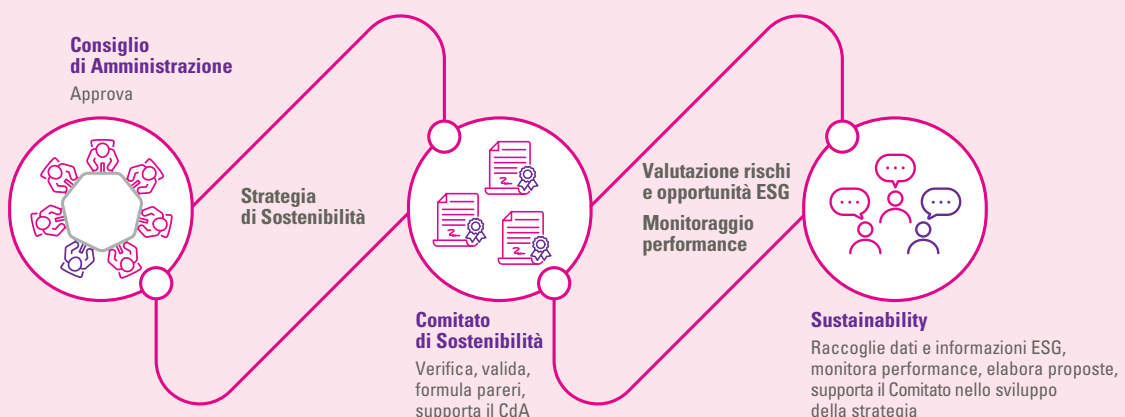 Consiglio
di Amministrazione
Approva
Strategia
di Sostenibilità
Comitato
di Sostenibilità
Verifica, valida,
formula pareri,
supporta il CdA
Valutazione rischi
e opportunità ESG
Monitoraggio
performance
Sustainability
Raccoglie dati e informazioni ESG,
monitora performance, elabora proposte,
supporta il Comitato nello sviluppo
della strategia